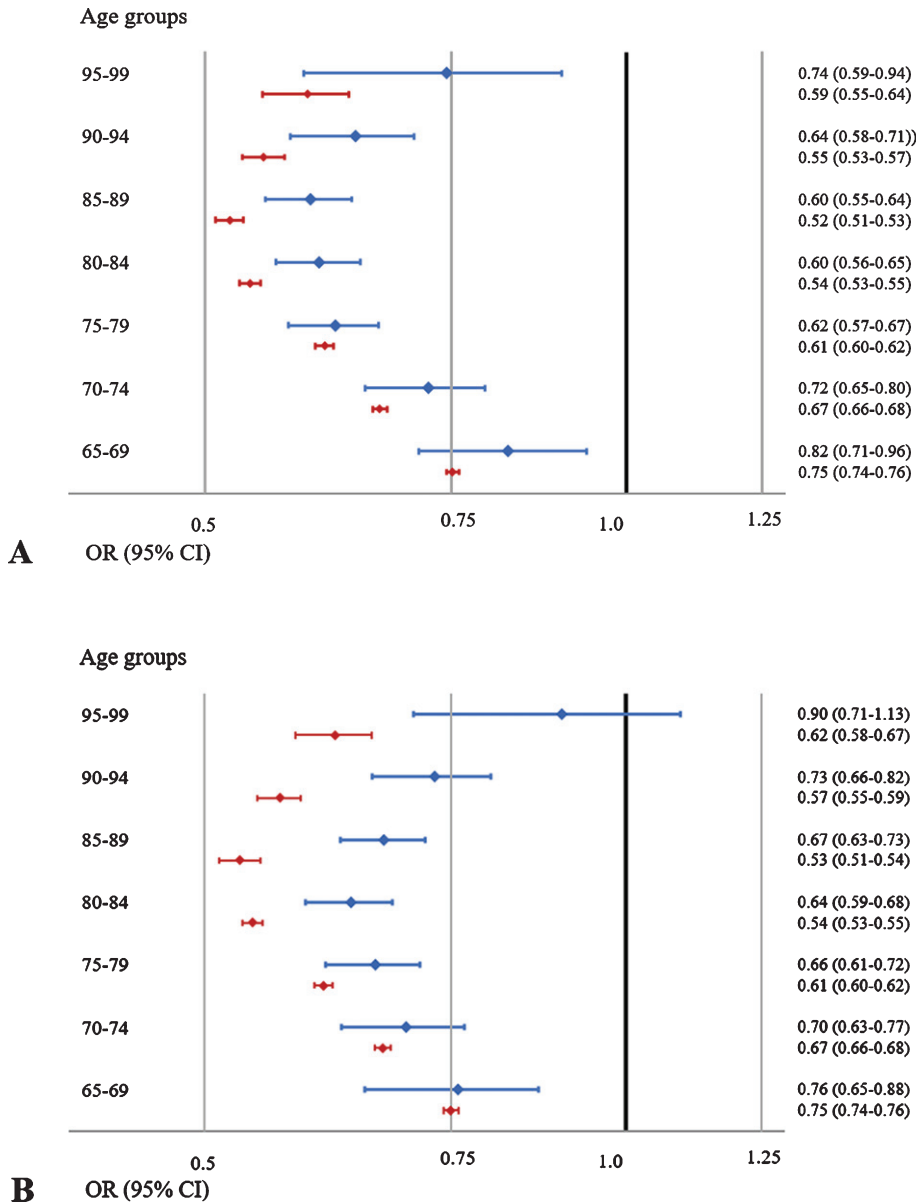 Age groups
95-99 0.74 (0.59-0.94)
0.59 (0.55-0.64)
90-94 0.64 (0.58-0.71))
0.55 (0.53-0.57)
85-89 0.60 (0.55-0.64)
0.52 (0.51-0.53)
80-84 0.60 (0.56-0.65)
0.54 (0.53-0.55)
75-79 0.62 (0.57-0.67)
0.61 (0.60-0.62)
70-74 0.72 (0.65-0.80)
0.67 (0.66-0.68)
65-69 0.82 (0.71-0.96)
0.75 (0.74-0.76)
0.5 0.75 1.0 1.25
A OR (95% CI)
Age groups
95-99 0.90 (0.71-1.13)
0.62 (0.58-0.67)
90-94 0.73 (0.66-0.82)
0.57 (0.55-0.59)
85-89 0.67 (0.63-0.73)
0.53 (0.51-0.54)
80-84 0.64 (0.59-0.68)
0.54 (0.53-0.55)
75-79 0.66 (0.61-0.72)
0.61 (0.60-0.62)
70-74 0.70 (0.63-0.77)
0.67 (0.66-0.68)
65-69 0.76 (0.65-0.88)
0.75 (0.74-0.76)
0.5 0.75 1.0 1.25
B OR (95% CI)